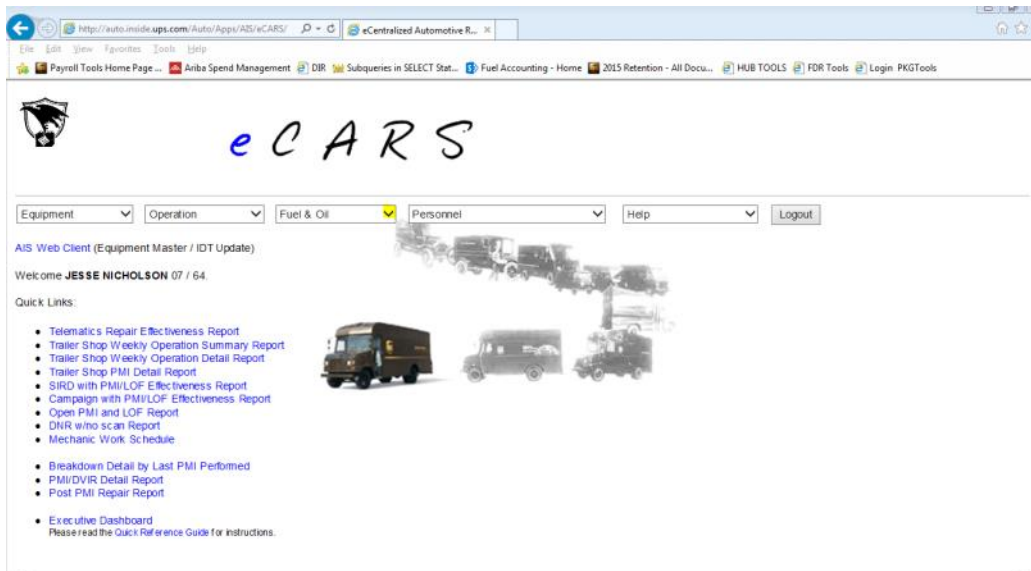 http://auto.inside.ups.com/Auto/Apps/AIS/eCARS/
eCentralized Automotive R...
File Edit View Favorites Tools Help
Payroll Tools Home Page ... Ariba Spend Management DIR Subqueries in SELECT Stat... Fuel Accounting - Home 2015 Retention - All Docu... HUB TOOLS FDR Tools Login PKGTools
e C A R S
Equipment Operation Fuel & Oil Personnel Help Logout
AIS Web Client (Equipment Master / IDT Update)
Welcome JESSE NICHOLSON 07 / 64.
Quick Links:
Telematics Repair Effectiveness Report
Trailer Shop Weekly Operation Summary Report
Trailer Shop Weekly Operation Detail Report
Trailer Shop PMI Detail Report
SIRD with PMI/LOF Effectiveness Report
Campaign with PMI/LOF Effectiveness Report
Open PMI and LOF Report
DNR w/no scan Report
Mechanic Work Schedule
Breakdown Detail by Last PMI Performed
PMI/DVIR Detail Report
Post PMI Repair Report
Executive Dashboard
Please read the Quick Reference Guide for instructions.